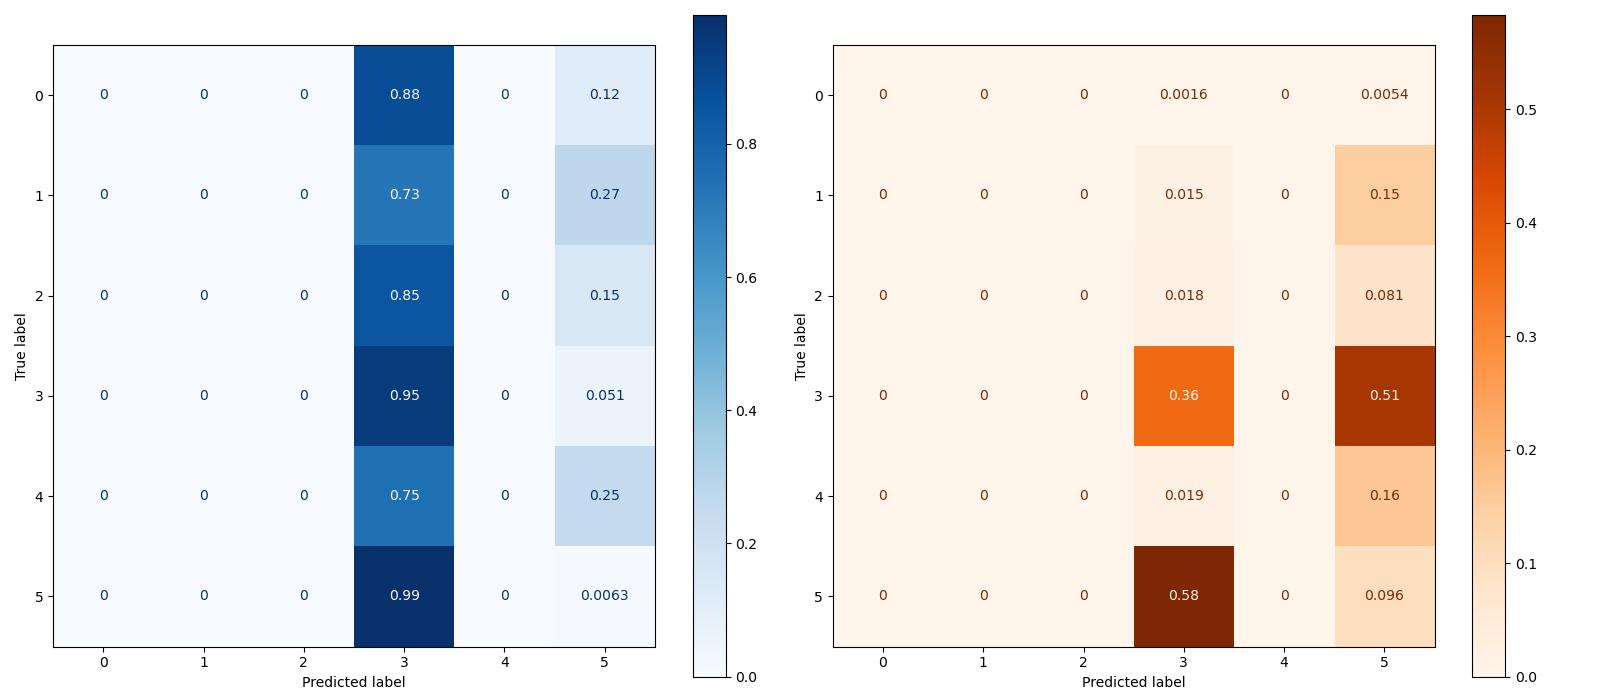 0 0 0 0 0.88 0 0.12
1 0 0 0 0.73 0 0.27
2 0 0 0 0.85 0 0.15
3 0 0 0 0.95 0 0.051
4 0 0 0 0.75 0 0.25
5 0 0 0 0.99 0 0.0063
0 1 2 3 4 5
Predicted label
True label
0.8
0.6
0.4
0.2
0.0
0 0 0 0 0.0016 0 0.0054
1 0 0 0 0.015 0 0.15
2 0 0 0 0.018 0 0.081
3 0 0 0 0.36 0 0.51
4 0 0 0 0.019 0 0.16
5 0 0 0 0.58 0 0.096
0 1 2 3 4 5
Predicted label
True label
0.5
0.4
0.3
0.2
0.1
0.0